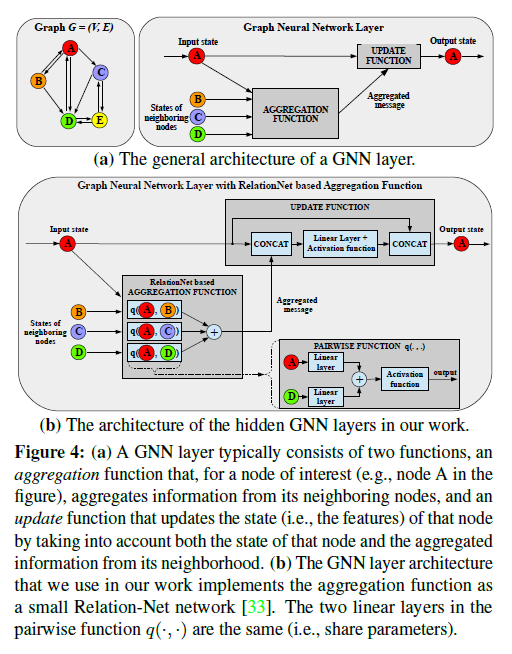 Graph G = (V, E)
A
B
C
D
E
Graph Neural Network Layer
Input state
A
UPDATE
FUNCTION
Output state
A
States of
neighboring
nodes
B
C
D
AGGREGATION
FUNCTION
Aggregated
message
(a) The general architecture of a GNN layer.
Graph Neural Network Layer with RelationNet based Aggregation Function
UPDATE FUNCTION
Input state
A
CONCAT
Linear Layer +
Activation function
CONCAT
Output state
A
RelationNet based
AGGREGATION FUNCTION
States of
neighboring
nodes
B
C
D
q(A, B)
q(A, C)
q(A, D)
+
Aggregated
message
PAIRWISE FUNCTION q(. , .)
A
Linear
layer
D
Linear
layer
+
Activation
function
output
(b) The architecture of the hidden GNN layers in our work.
Figure 4: (a) A GNN layer typically consists of two functions, an
aggregation function that, for a node of interest (e.g., node A in the
figure), aggregates information from its neighboring nodes, and an
update function that updates the state (i.e., the features) of that node
by taking into account both the state of that node and the aggregated
information from its neighborhood. (b) The GNN layer architecture
that we use in our work implements the aggregation function as
a small Relation-Net network [33]. The two linear layers in the
pairwise function q(·, ·) are the same (i.e., share parameters).